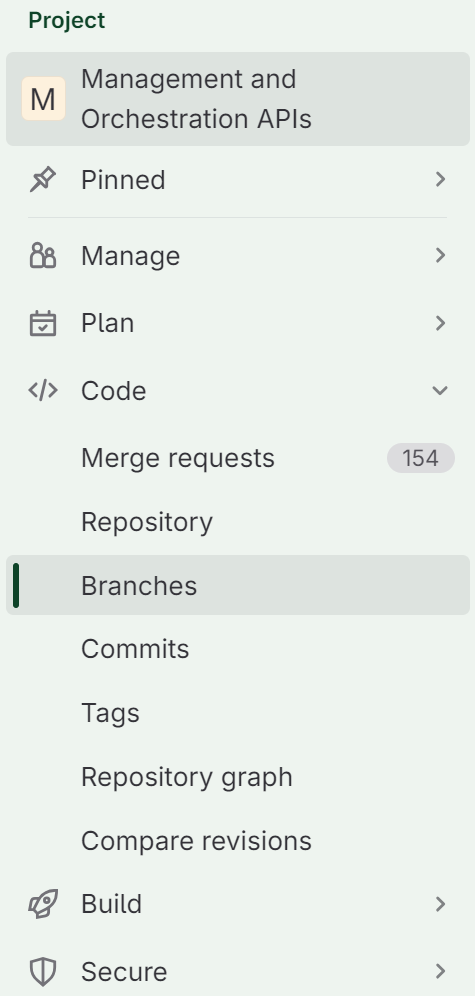 Project
M
Management and
Orchestration APIs
Pinned
Manage
Plan
Code
Merge requests 154
Repository
Branches
Commits
Tags
Repository graph
Compare revisions
Build
Secure